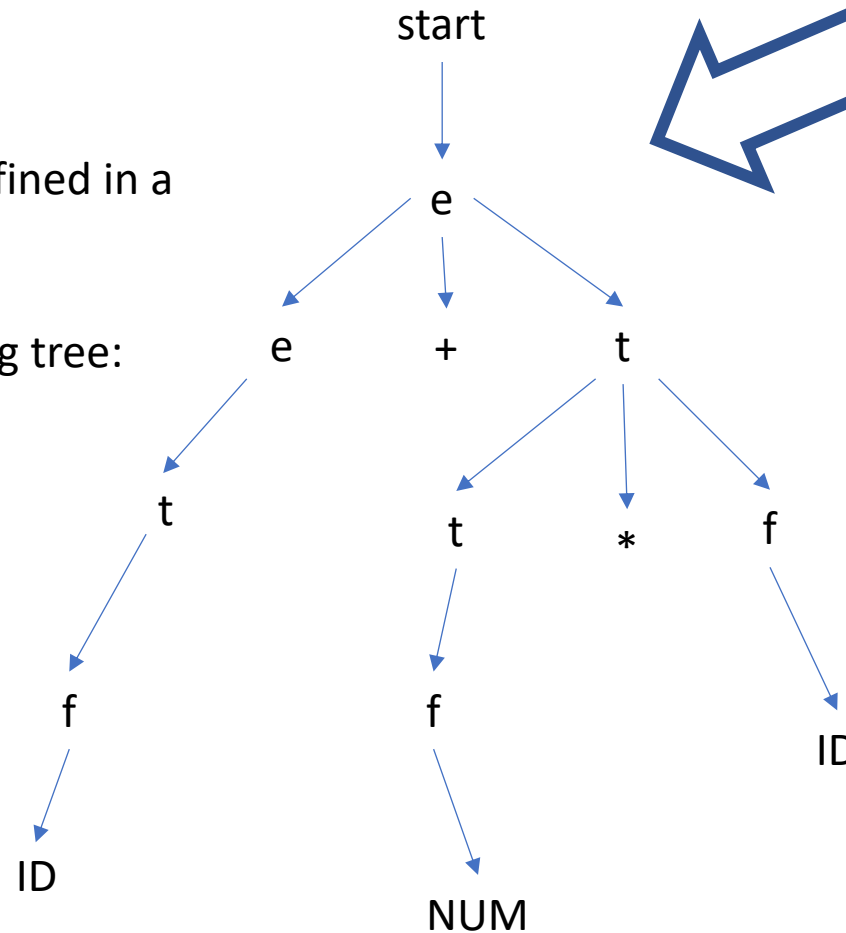 start
fined in a
e
g tree:
e + t
t
t * f
f f
ID
ID
NUM